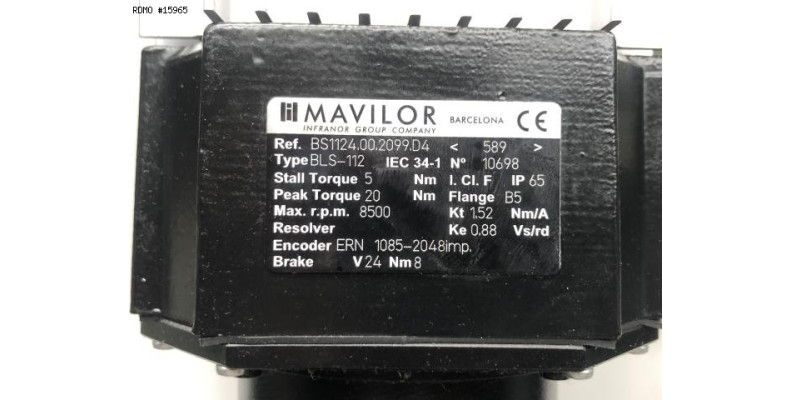 RDMO #15965
MAVILOR BARCELONA CE
INFRANOR GROUP COMPANY
Ref. BS1124.00.2099.D4 < 589 >
Type BLS-112 IEC 34-1 Nº 10698
Stall Torque 5 Nm I. Cl. F IP 65
Peak Torque 20 Nm Flange B5
Max. r.p.m. 8500 Kt 1.52 Nm/A
Resolver Ke 0.88 Vs/rd
Encoder ERN 1085-2048imp.
Brake V 24 Nm 8